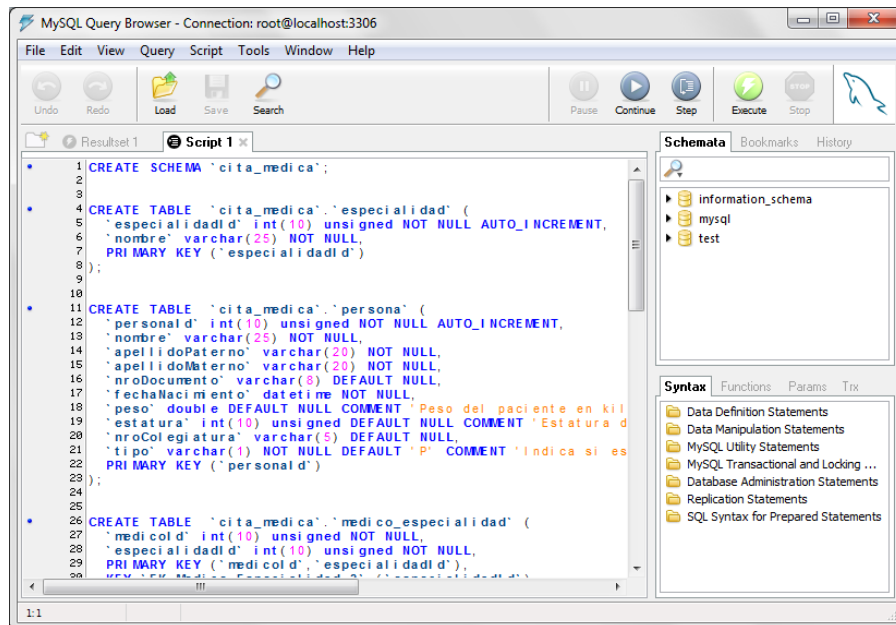 MySQL Query Browser - Connection: root@localhost:3306
File Edit View Query Script Tools Window Help
Undo Redo Load Save Search Pause Continue Step Execute Stop
Resultset 1 Script 1
Schemata Bookmarks History
1 CREATE SCHEMA `cita_medica`;
2
3
4 CREATE TABLE `cita_medica`.`especialidad` (
5 `especialidadId` int(10) unsigned NOT NULL AUTO_INCREMENT,
6 `nombre` varchar(25) NOT NULL,
7 PRIMARY KEY (`especialidadId`)
8 );
9
10
11 CREATE TABLE `cita_medica`.`persona` (
12 `personaId` int(10) unsigned NOT NULL AUTO_INCREMENT,
13 `nombre` varchar(25) NOT NULL,
14 `apellidoPaterno` varchar(20) NOT NULL,
15 `apellidoMaterno` varchar(20) NOT NULL,
16 `nroDocumento` varchar(8) DEFAULT NULL,
17 `fechaNacimiento` datetime NOT NULL,
18 `peso` double DEFAULT NULL COMMENT 'Peso del paciente en kil
19 `estatura` int(10) unsigned DEFAULT NULL COMMENT 'Estatura d
20 `nroColegiatura` varchar(5) DEFAULT NULL,
21 `tipo` varchar(1) NOT NULL DEFAULT 'P' COMMENT 'Indica si es
22 PRIMARY KEY (`personaId`)
23 );
24
25
26 CREATE TABLE `cita_medica`.`medico_especialidad` (
27 `medicoId` int(10) unsigned NOT NULL,
28 `especialidadId` int(10) unsigned NOT NULL,
29 PRIMARY KEY (`medicoId`,`especialidadId`),
information_schema
mysql
test
Syntax Functions Params Trx
Data Definition Statements
Data Manipulation Statements
MySQL Utility Statements
MySQL Transactional and Locking ...
Database Administration Statements
Replication Statements
SQL Syntax for Prepared Statements
1:1